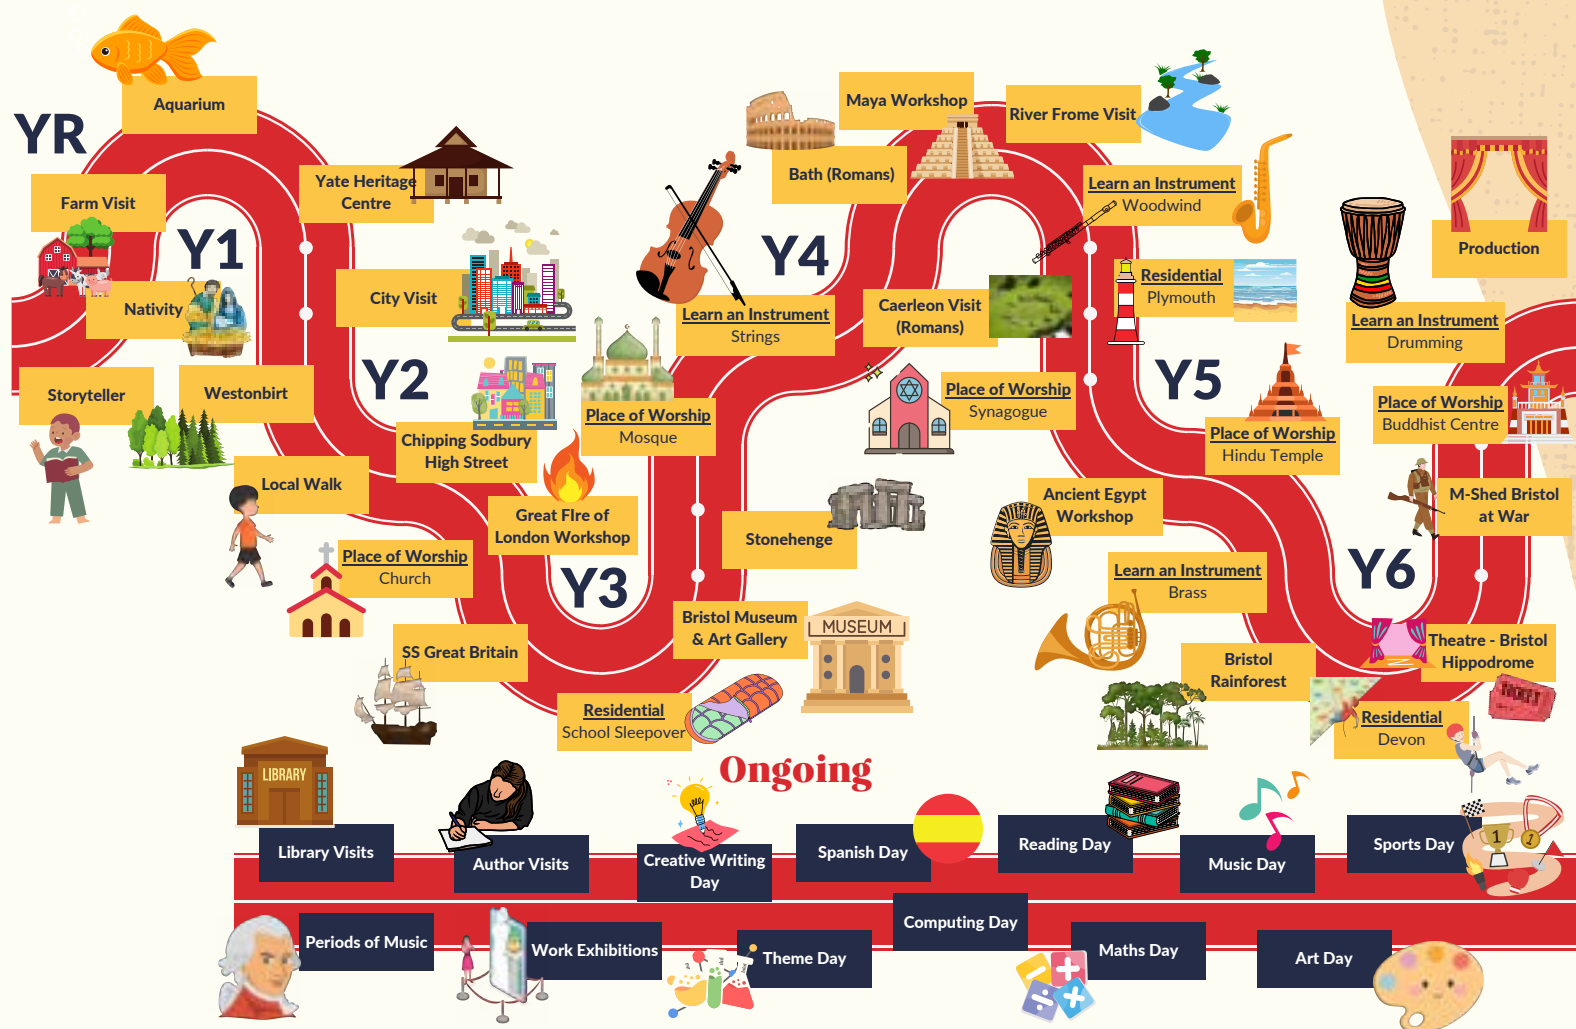 YR
Aquarium
Farm Visit
Nativity
Storyteller
Y1
Westonbirt
Local Walk
Place of Worship
Church
SS Great Britain
Yate Heritage
Centre
City Visit
Y2
Chipping Sodbury
High Street
Great FIre of
London Workshop
Y3
Residential
School Sleepover
Bristol Museum
& Art Gallery
MUSEUM
Stonehenge
Place of Worship
Mosque
Learn an Instrument
Strings
Y4
Bath (Romans)
Maya Workshop
River Frome Visit
Caerleon Visit
(Romans)
Place of Worship
Synagogue
Learn an Instrument
Woodwind
Residential
Plymouth
Y5
Place of Worship
Hindu Temple
Ancient Egypt
Workshop
Learn an Instrument
Brass
Bristol
Rainforest
Y6
Residential
Devon
Theatre - Bristol
Hippodrome
M-Shed Bristol
at War
Place of Worship
Buddhist Centre
Learn an Instrument
Drumming
Production
Ongoing
LIBRARY
Library Visits
Author Visits
Creative Writing
Day
Spanish Day
Reading Day
Music Day
Sports Day
1
Periods of Music
Work Exhibitions
Theme Day
Computing Day
Maths Day
Art Day